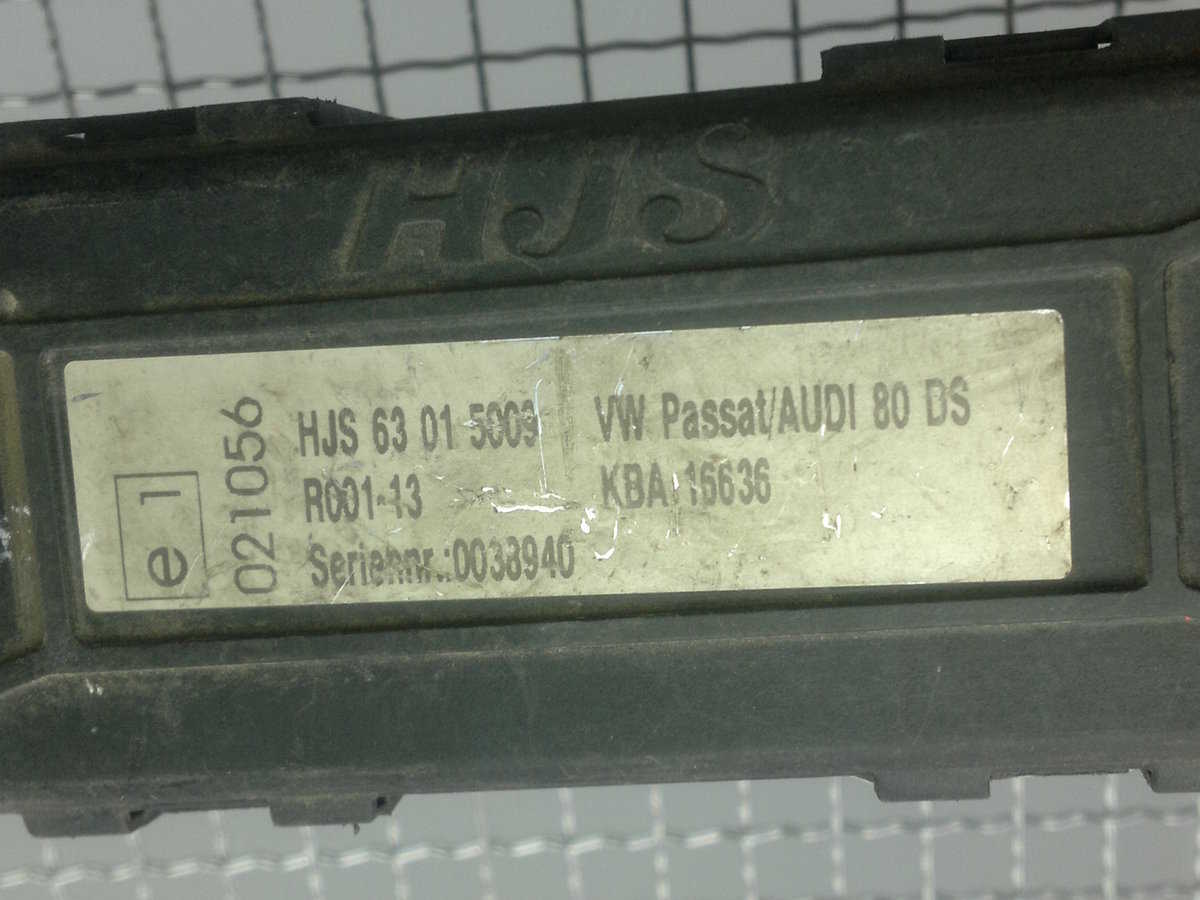 HJS
e 1
021056
HJS 63 01 5009
R001-13
Seriennr.:0038940
VW Passat/AUDI 80 DS
KBA 16636